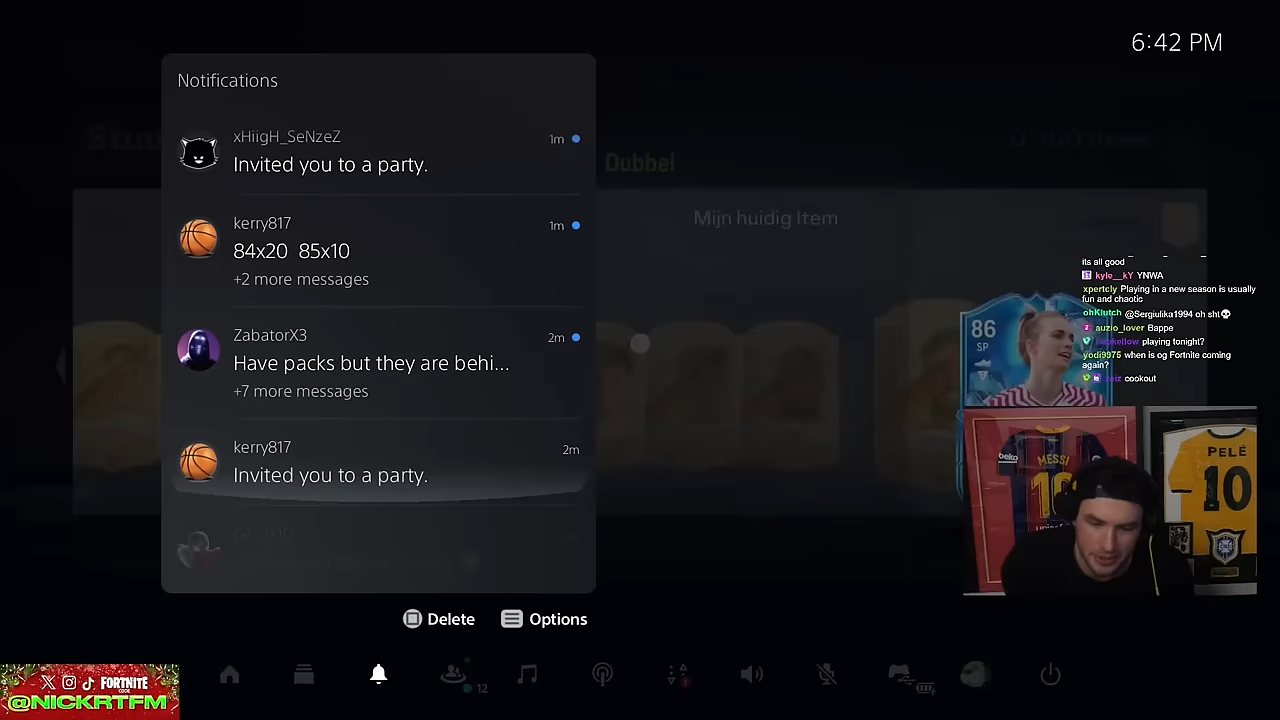 6:42 PM
Notifications
xHiigH_SeNzeZ
1m
Invited you to a party.
kerry817
1m
84x20 85x10
+2 more messages
ZabatorX3
2m
Have packs but they are behi...
+7 more messages
kerry817
2m
Invited you to a party.
Delete
Options
Dubbel
Mijn huidig Item
its all good
kyle__kY YNWA
xpertcly Playing in a new season is usually
fun and chaotic
ohKlutch @Sergiulika1994 oh sht💀
auzio_lover Bappe
playing tonight?
yodi9975 when is og Fortnite coming
again?
cookout
86
SP
beko
MESSI
10
PELÉ
10
12
FORTNITE
CODE
@NICKRTFM